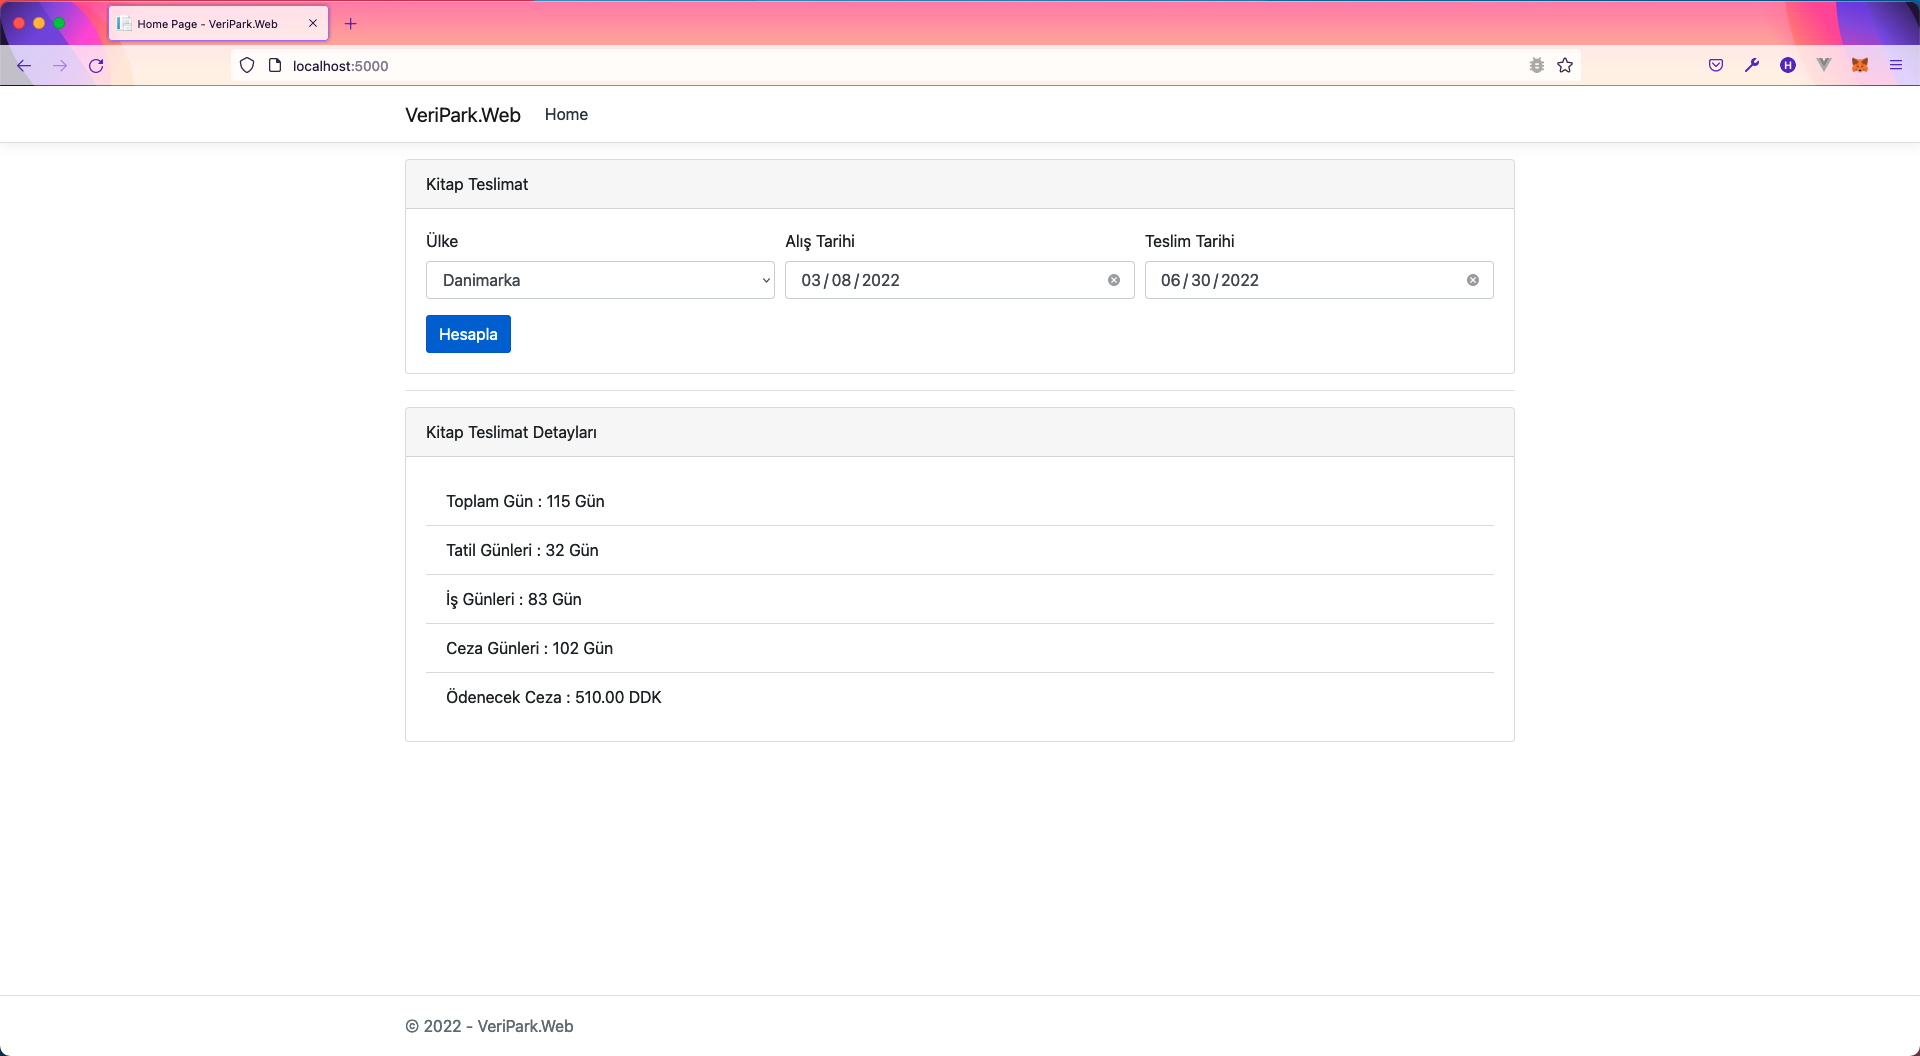 Home Page - VeriPark.Web
localhost:5000
H
VeriPark.Web Home
Kitap Teslimat
Ülke Alış Tarihi Teslim Tarihi
Danimarka 03/08/2022 06/30/2022
Hesapla
Kitap Teslimat Detayları
Toplam Gün : 115 Gün
Tatil Günleri : 32 Gün
İş Günleri : 83 Gün
Ceza Günleri : 102 Gün
Ödenecek Ceza : 510.00 DDK
© 2022 - VeriPark.Web